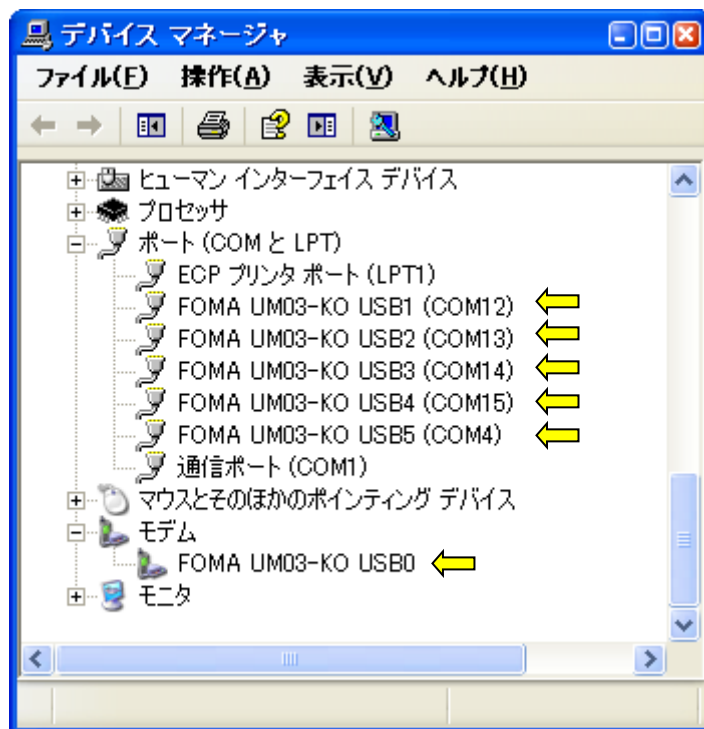 デバイス マネージャ
ファイル(F) 操作(A) 表示(V) ヘルプ(H)
ヒューマン インターフェイス デバイス
プロセッサ
ポート (COM と LPT)
ECP プリンタ ポート (LPT1)
FOMA UM03-KO USB1 (COM12)
FOMA UM03-KO USB2 (COM13)
FOMA UM03-KO USB3 (COM14)
FOMA UM03-KO USB4 (COM15)
FOMA UM03-KO USB5 (COM4)
通信ポート (COM1)
マウスとそのほかのポインティング デバイス
モデム
FOMA UM03-KO USB0
モニタ